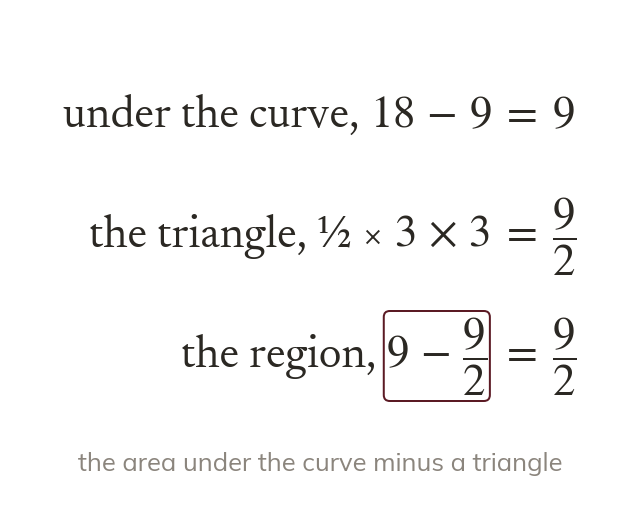 under the curve, 18 − 9 = 9
the triangle, ½ × 3 × 3 = 9/2
the region, 9 − 9/2 = 9/2
the area under the curve minus a triangle